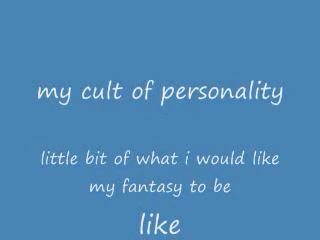 my cult of personality
little bit of what i would like
my fantasy to be
like